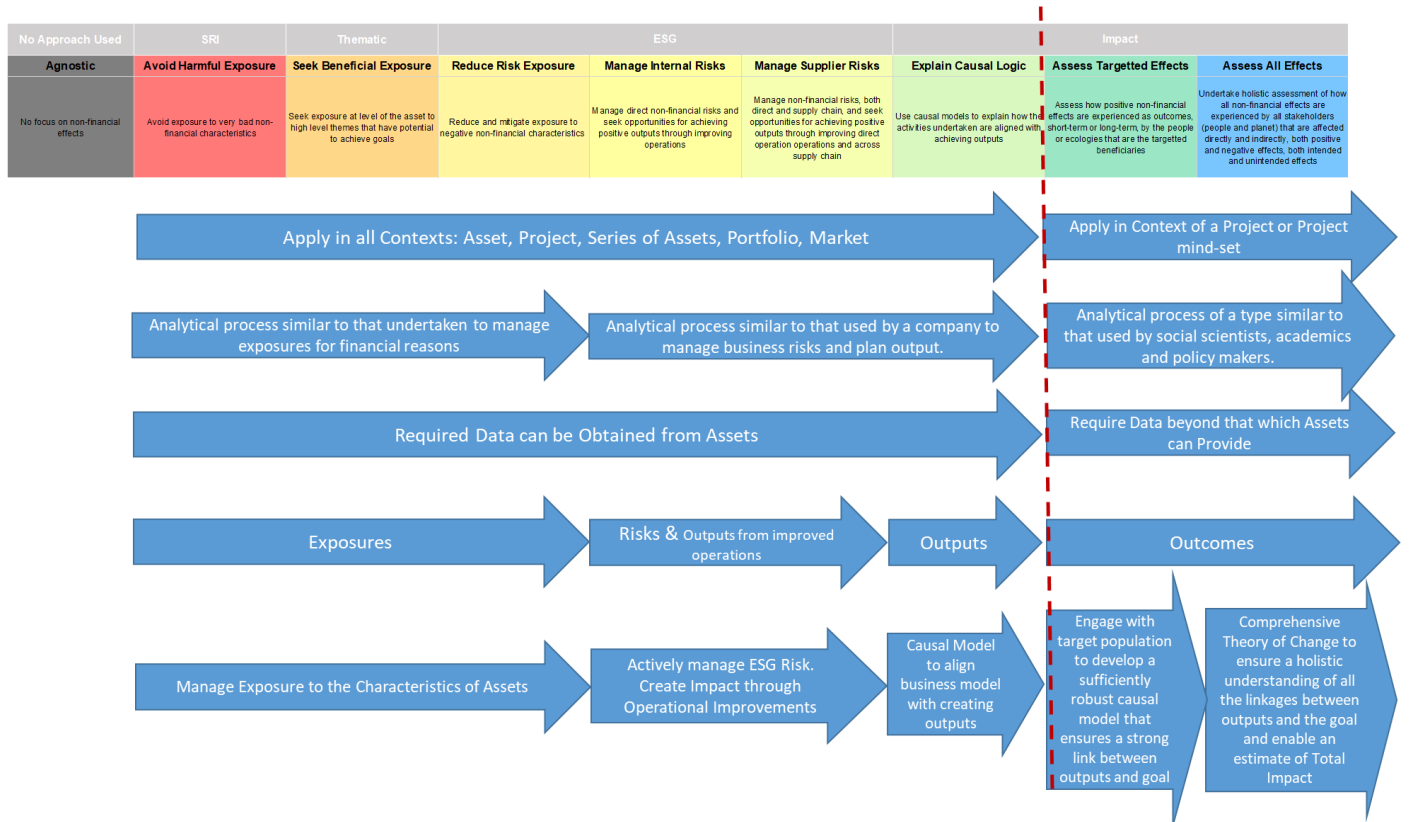 No Approach Used
SRI
Thematic
ESG
Impact
Agnostic
Avoid Harmful Exposure
Seek Beneficial Exposure
Reduce Risk Exposure
Manage Internal Risks
Manage Supplier Risks
Explain Causal Logic
Assess Targetted Effects
Assess All Effects
No focus on non-financial
effects
Avoid exposure to very bad non-
financial characteristics
Seek exposure at level of the asset to
high level themes that have potential
to achieve goals
Reduce and mitigate exposure to
negative non-financial characteristics
Manage direct non-financial risks and
seek opportunities for achieving
positive outputs through improving
operations
Manage non-financial risks, both
direct and supply chain, and seek
opportunities for achieving positive
outputs through improving direct
operation operations and across
supply chain
Use causal models to explain how the
activities undertaken are aligned with
achieving outputs
Assess how positive non-financial
effects are experienced as outcomes,
short-term or long-term, by the people
or ecologies that are the targetted
beneficiaries
Undertake holistic assessment of how
all non-financial effects are
experienced by all stakeholders
(people and planet) that are affected
directly and indirectly, both positive
and negative effects, both intended
and unintended effects
Apply in all Contexts: Asset, Project, Series of Assets, Portfolio, Market
Apply in Context of a Project or Project
mind-set
Analytical process similar to that undertaken to manage
exposures for financial reasons
Analytical process similar to that used by a company to
manage business risks and plan output.
Analytical process of a type similar to
that used by social scientists, academics
and policy makers.
Required Data can be Obtained from Assets
Require Data beyond that which Assets
can Provide
Exposures
Risks & Outputs from improved
operations
Outputs
Outcomes
Manage Exposure to the Characteristics of Assets
Actively manage ESG Risk.
Create Impact through
Operational Improvements
Causal Model
to align
business model
with creating
outputs
Engage with
target population
to develop a
sufficiently
robust causal
model that
ensures a strong
link between
outputs and goal
Comprehensive
Theory of Change to
ensure a holistic
understanding of all
the linkages between
outputs and the goal
and enable an
estimate of Total
Impact